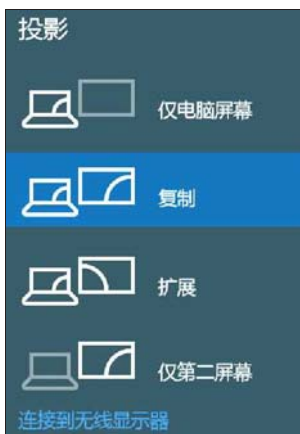 投影
仅电脑屏幕
复制
扩展
仅第二屏幕
连接到无线显示器